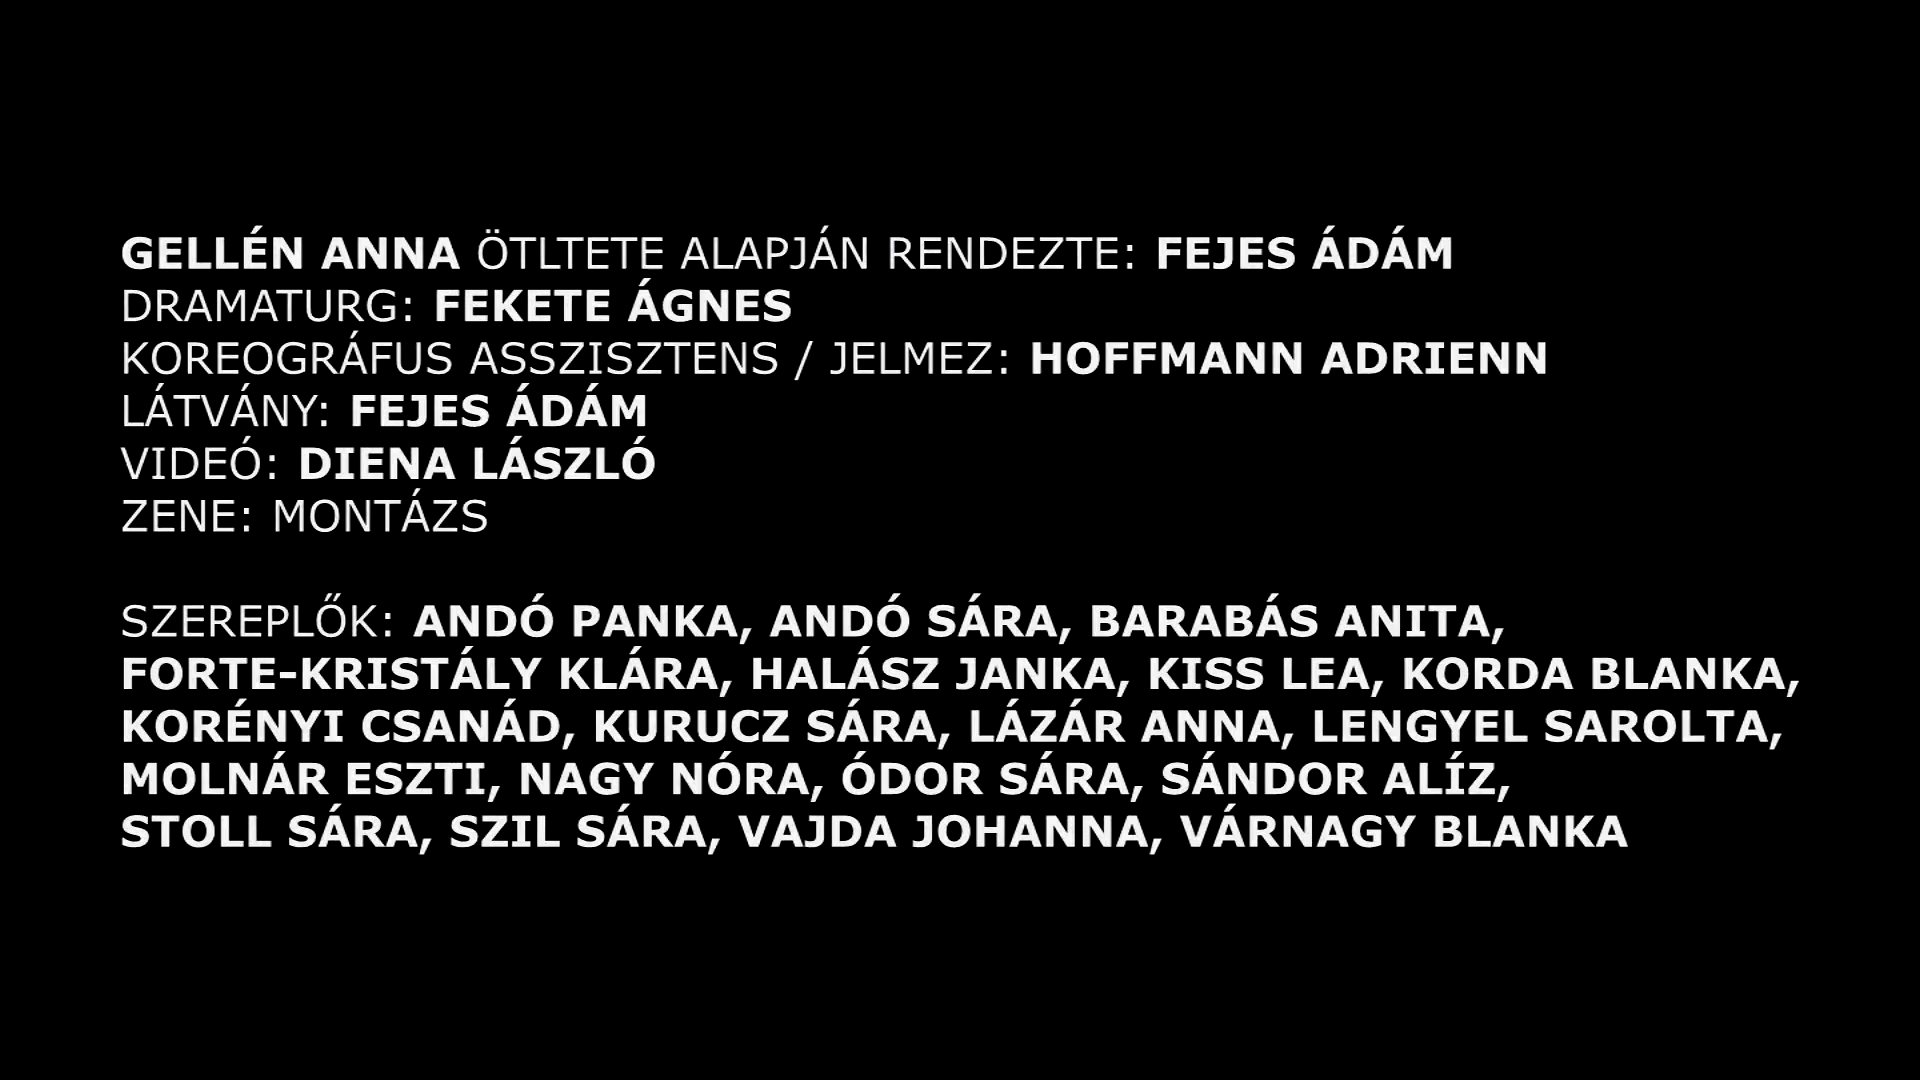 GELLÉN ANNA ÖTLTETE ALAPJÁN RENDEZTE: FEJES ÁDÁM
DRAMATURG: FEKETE ÁGNES
KOREOGRÁFUS ASSZISZTENS / JELMEZ: HOFFMANN ADRIENN
LÁTVÁNY: FEJES ÁDÁM
VIDEÓ: DIENA LÁSZLÓ
ZENE: MONTÁZS
SZEREPLŐK: ANDÓ PANKA, ANDÓ SÁRA, BARABÁS ANITA,
FORTE-KRISTÁLY KLÁRA, HALÁSZ JANKA, KISS LEA, KORDA BLANKA,
KORÉNYI CSANÁD, KURUCZ SÁRA, LÁZÁR ANNA, LENGYEL SAROLTA,
MOLNÁR ESZTI, NAGY NÓRA, ÓDOR SÁRA, SÁNDOR ALÍZ,
STOLL SÁRA, SZIL SÁRA, VAJDA JOHANNA, VÁRNAGY BLANKA